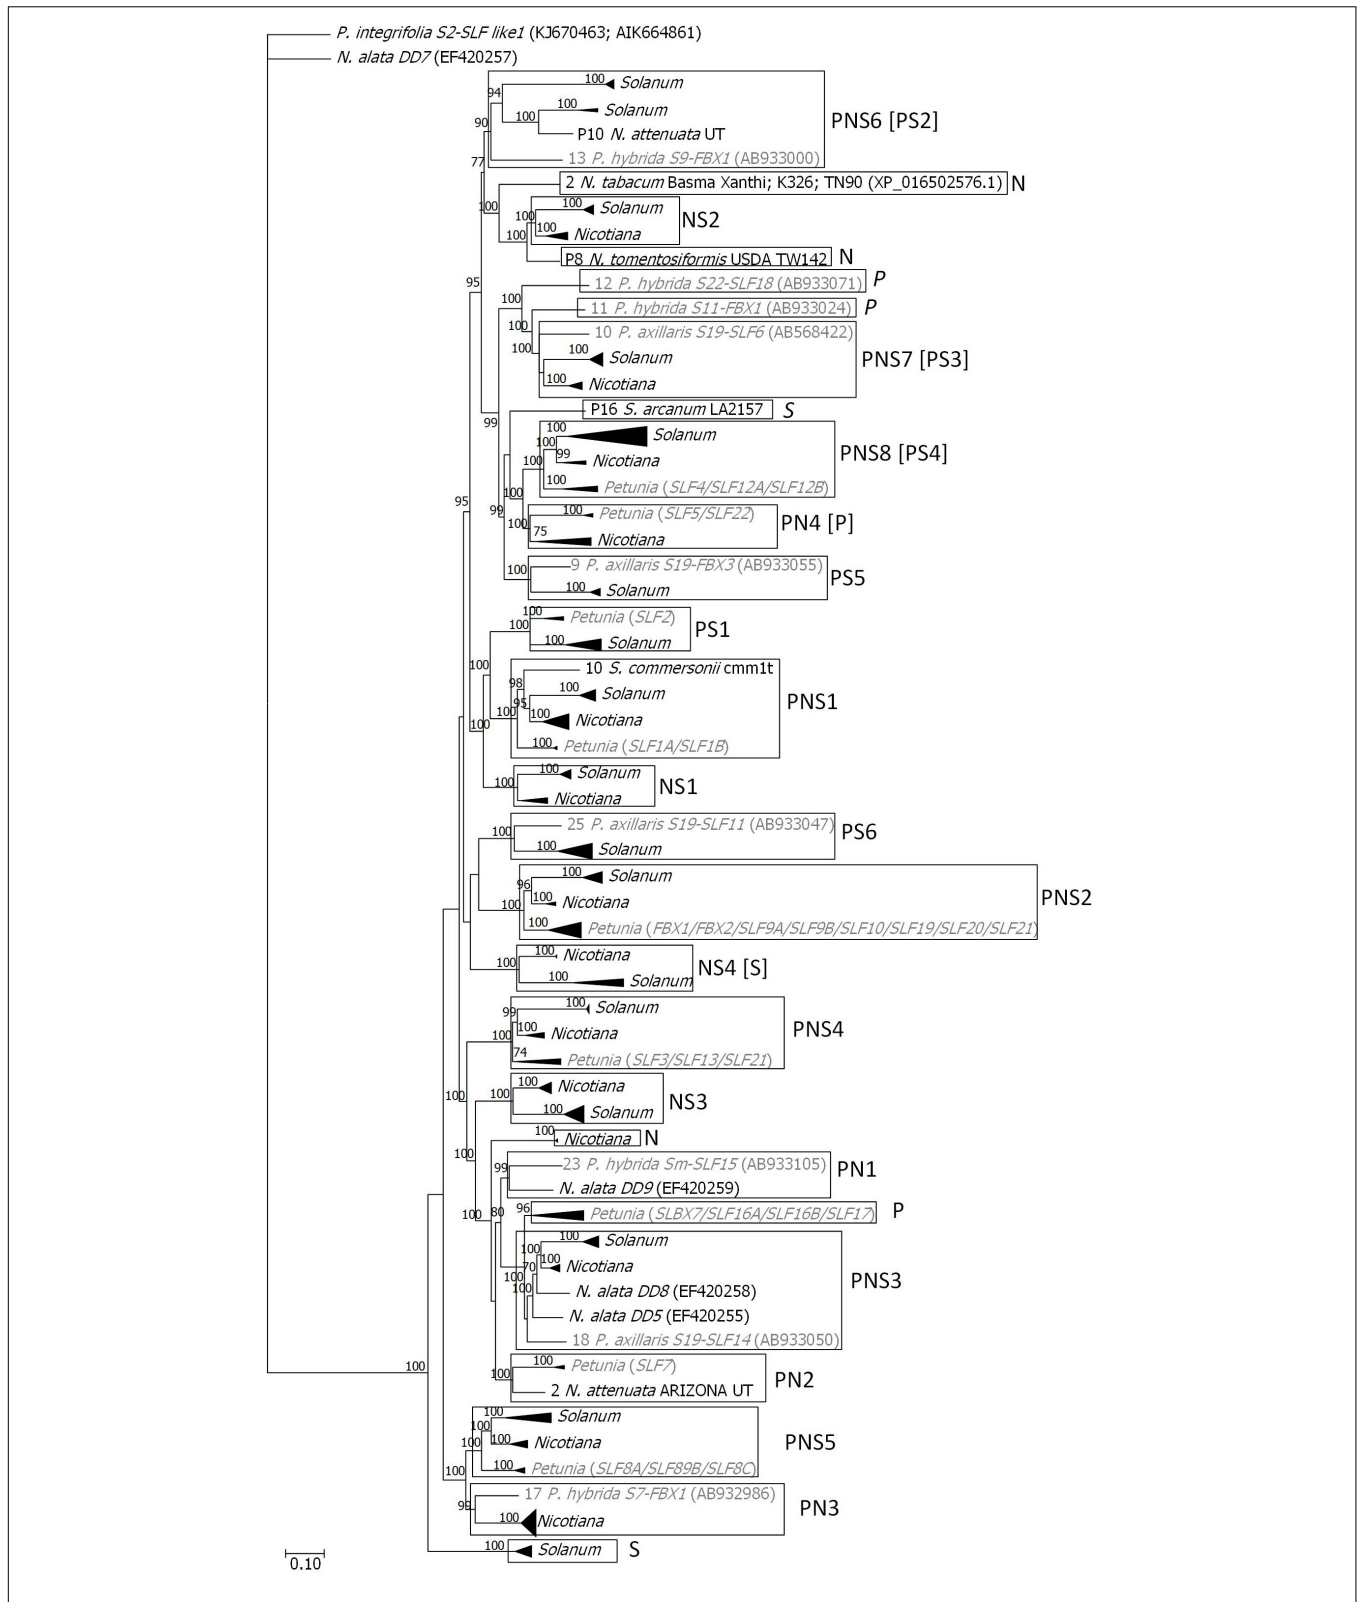 P. integrifolia S2-SLF like1 (KJ670463; AIK664861)
N. alata DD7 (EF420257)
100 Solanum
94
100 Solanum
PNS6 [PS2]
100
90
P10 N. attenuata UT
13 P. hybrida S9-FBX1 (AB933000)
77
2 N. tabacum Basma Xanthi; K326; TN90 (XP_016502576.1) N
100
100 Solanum
100
NS2
100 Nicotiana
100
P8 N. tomentosiformis USDA TW142 N
95
12 P. hybrida S22-SLF18 (AB933071) P
100
11 P. hybrida S11-FBX1 (AB933024) P
100
10 P. axillaris S19-SLF6 (AB568422)
100
100 Solanum
PNS7 [PS3]
100 Nicotiana
P16 S. arcanum LA2157 S
99
100 Solanum
100
PNS8 [PS4]
99 Nicotiana
100
100 Petunia (SLF4/SLF12A/SLF12B)
100
95
99
100 Petunia (SLF5/SLF22)
100
PN4 [P]
75
Nicotiana
9 P. axillaris S19-FBX3 (AB933055)
100
PS5
100 Solanum
100 Petunia (SLF2)
100
PS1
100 Solanum
100
10 S. commersonii cmm1t
98
100 Solanum
95
PNS1
100
100 Nicotiana
100
100 Petunia (SLF1A/SLF1B)
100 Solanum
100
NS1
Nicotiana
25 P. axillaris S19-SLF11 (AB933047)
100
PS6
100 Solanum
100 Solanum
96
PNS2
100 Nicotiana
100
100 Petunia (FBX1/FBX2/SLF9A/SLF9B/SLF10/SLF19/SLF20/SLF21)
100 Nicotiana
100
NS4 [S]
100 Solanum
100 Solanum
99
PNS4
100 Nicotiana
100
74
Petunia (SLF3/SLF13/SLF21)
100 Nicotiana
100
100
NS3
100 Solanum
100 Nicotiana N
100
23 P. hybrida Sm-SLF15 (AB933105)
99
PN1
N. alata DD9 (EF420259)
96 Petunia (SLBX7/SLF16A/SLF16B/SLF17) P
100
80
100 Solanum
100
100 Nicotiana
70
PNS3
100
100
N. alata DD8 (EF420258)
N. alata DD5 (EF420255)
18 P. axillaris S19-SLF14 (AB933050)
100 Petunia (SLF7)
100
100
PN2
2 N. attenuata ARIZONA UT
100 Solanum
100
100 Nicotiana
PNS5
100
100 Petunia (SLF8A/SLF89B/SLF8C)
100
17 P. hybrida S7-FBX1 (AB932986)
99
PN3
100 Nicotiana
100 Solanum S
0.10